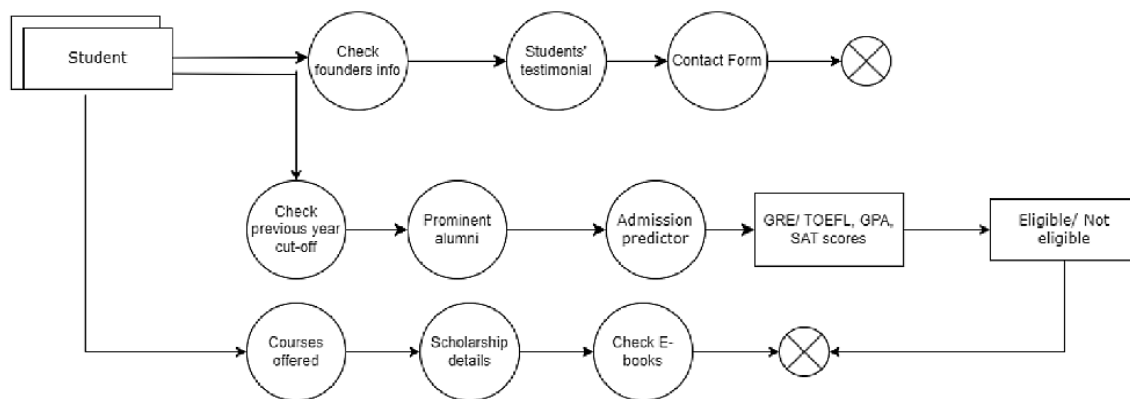 Student
Check
founders info
Students'
testimonial
Contact Form
Check
previous year
cut-off
Prominent
alumni
Admission
predictor
GRE/ TOEFL, GPA,
SAT scores
Eligible/ Not
eligible
Courses
offered
Scholarship
details
Check E-
books